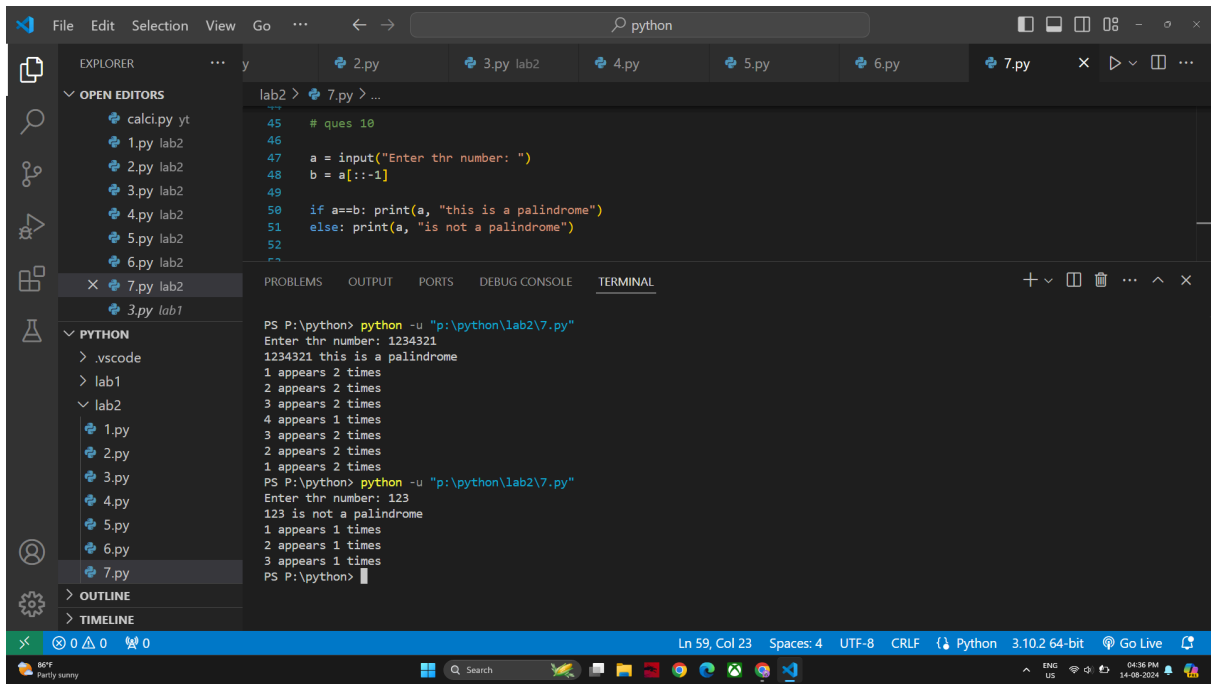 File Edit Selection View Go ··· python
EXPLORER ···
y 2.py 3.py lab2 4.py 5.py 6.py 7.py
OPEN EDITORS
calci.py yt
1.py lab2
2.py lab2
3.py lab2
4.py lab2
5.py lab2
6.py lab2
7.py lab2
3.py lab1
PYTHON
.vscode
lab1
lab2
1.py
2.py
3.py
4.py
5.py
6.py
7.py
OUTLINE
TIMELINE
lab2 > 7.py > ...
44
45 # ques 10
46
47 a = input("Enter thr number: ")
48 b = a[::-1]
49
50 if a==b: print(a, "this is a palindrome")
51 else: print(a, "is not a palindrome")
52
53
PROBLEMS OUTPUT PORTS DEBUG CONSOLE TERMINAL
PS P:\python> python -u "p:\python\lab2\7.py"
Enter thr number: 1234321
1234321 this is a palindrome
1 appears 2 times
2 appears 2 times
3 appears 2 times
4 appears 1 times
3 appears 2 times
2 appears 2 times
1 appears 2 times
PS P:\python> python -u "p:\python\lab2\7.py"
Enter thr number: 123
123 is not a palindrome
1 appears 1 times
2 appears 1 times
3 appears 1 times
PS P:\python>
0 0 0 Ln 59, Col 23 Spaces: 4 UTF-8 CRLF Python 3.10.2 64-bit Go Live
86°F
Partly sunny
Search
ENG
US
04:36 PM
14-08-2024